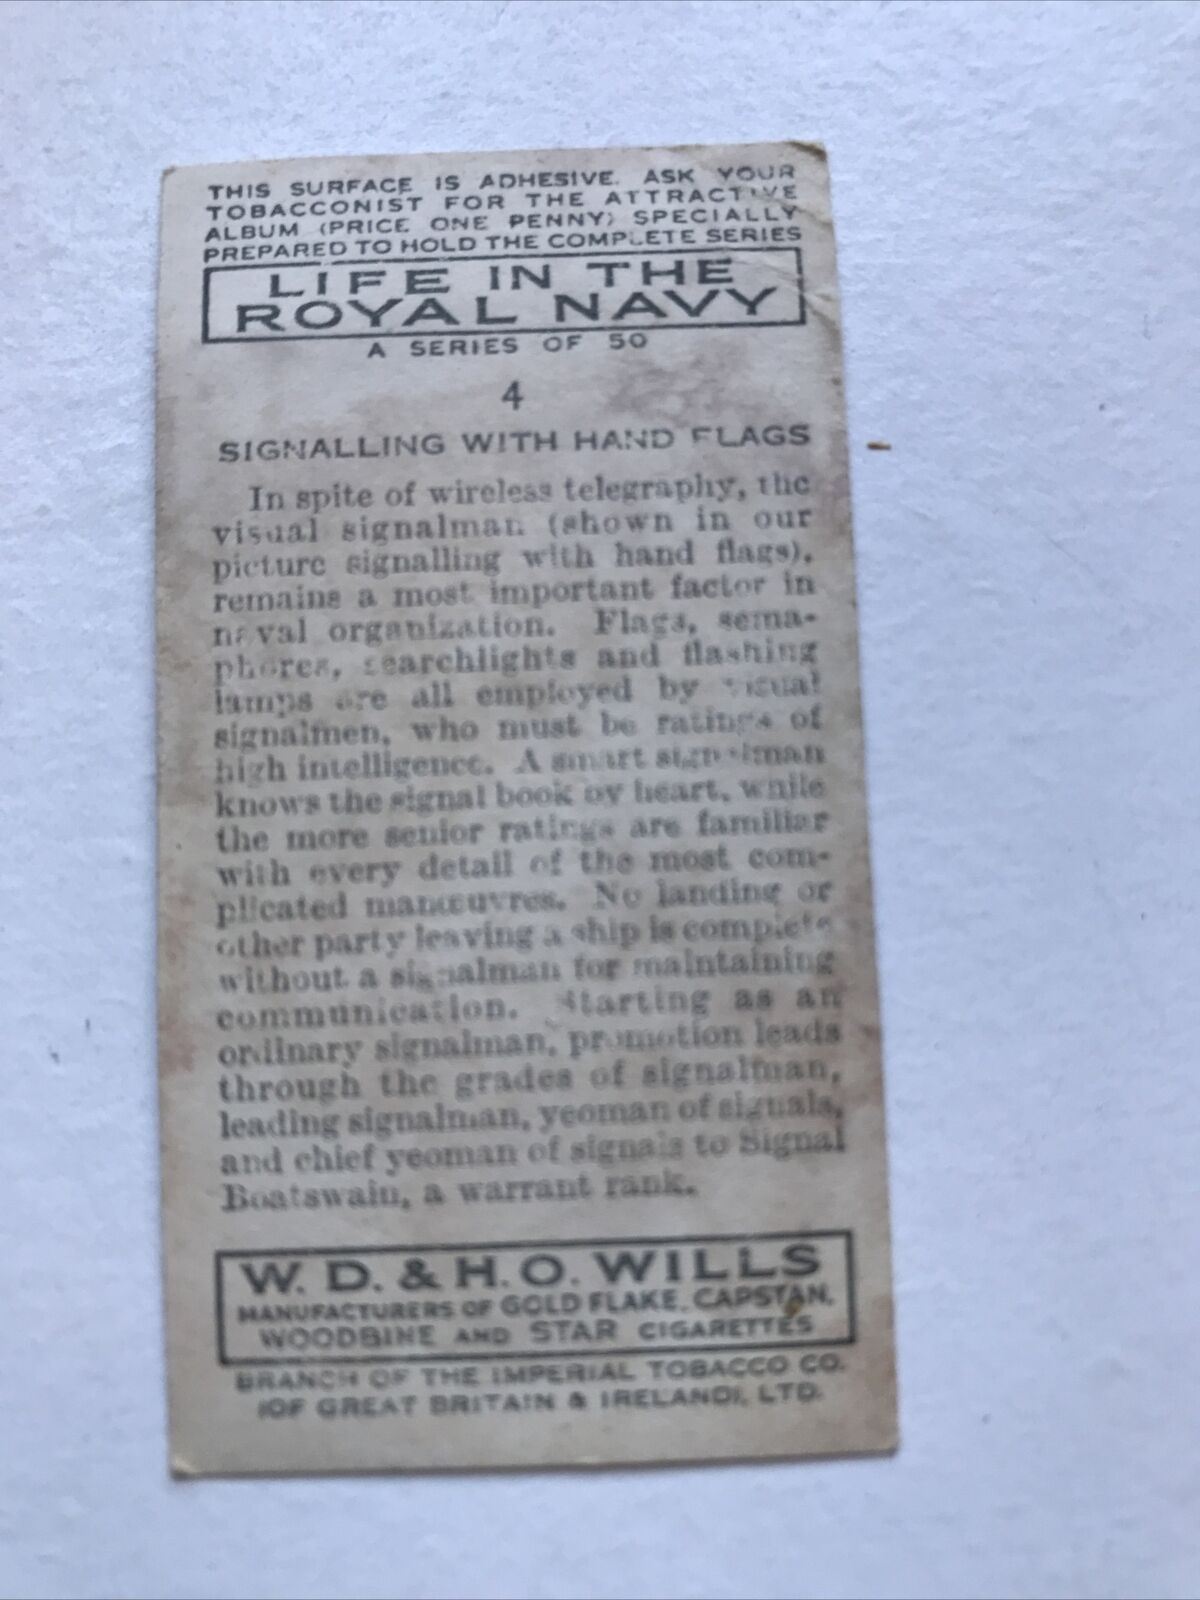 THIS SURFACE IS ADHESIVE. ASK YOUR
TOBACCONIST FOR THE ATTRACTIVE
ALBUM (PRICE ONE PENNY) SPECIALLY
PREPARED TO HOLD THE COMPLETE SERIES
LIFE IN THE
ROYAL NAVY
A SERIES OF 50
4
SIGNALLING WITH HAND FLAGS
In spite of wireless telegraphy, the
visual signalman (shown in our
picture signalling with hand flags),
remains a most important factor in
naval organization. Flags, sema-
phores, searchlights and flashing
lamps are all employed by visual
signalmen, who must be ratings of
high intelligence. A smart signalman
knows the signal book by heart, while
the more senior ratings are familiar
with every detail of the most com-
plicated manœuvres. No landing or
other party leaving a ship is complete
without a signalman for maintaining
communication. Starting as an
ordinary signalman, promotion leads
through the grades of signalman,
leading signalman, yeoman of signals,
and chief yeoman of signals to Signal
Boatswain, a warrant rank.
W. D. & H. O. WILLS
MANUFACTURERS OF GOLD FLAKE, CAPSTAN,
WOODBINE AND STAR CIGARETTES
BRANCH OF THE IMPERIAL TOBACCO CO.
(OF GREAT BRITAIN & IRELAND), LTD.